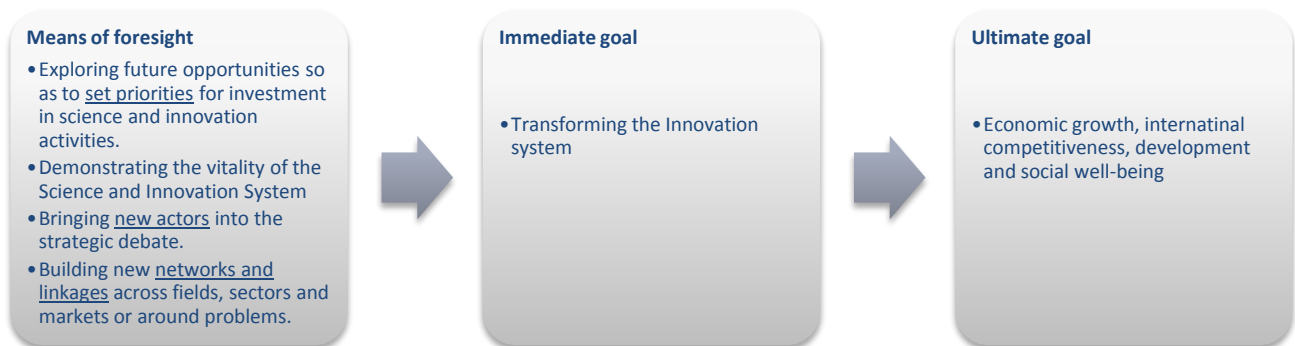 Means of foresight
•Exploring future opportunities so
as to set priorities for investment
in science and innovation
activities.
•Demonstrating the vitality of the
Science and Innovation System
•Bringing new actors into the
strategic debate.
•Building new networks and
linkages across fields, sectors and
markets or around problems.
Immediate goal
•Transforming the Innovation
system
Ultimate goal
•Economic growth, internatinal
competitiveness, development
and social well-being